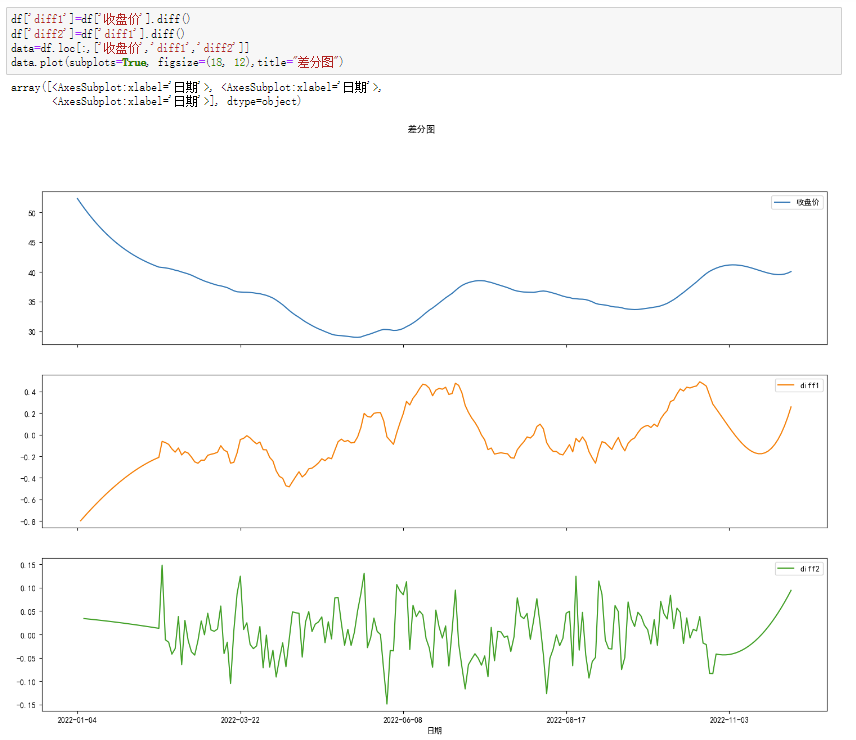 df['diff1']=df['收盘价'].diff()
df['diff2']=df['diff1'].diff()
data=df.loc[:,['收盘价','diff1','diff2']]
data.plot(subplots=True, figsize=(18, 12),title="差分图")
array([<AxesSubplot:xlabel='日期'>, <AxesSubplot:xlabel='日期'>,
<AxesSubplot:xlabel='日期'>], dtype=object)
差分图
收盘价
50
45
40
35
30
diff1
0.4
0.2
0.0
-0.2
-0.4
-0.6
-0.8
diff2
0.15
0.10
0.05
0.00
-0.05
-0.10
-0.15
2022-01-04 2022-03-22 2022-06-08 2022-08-17 2022-11-03
日期